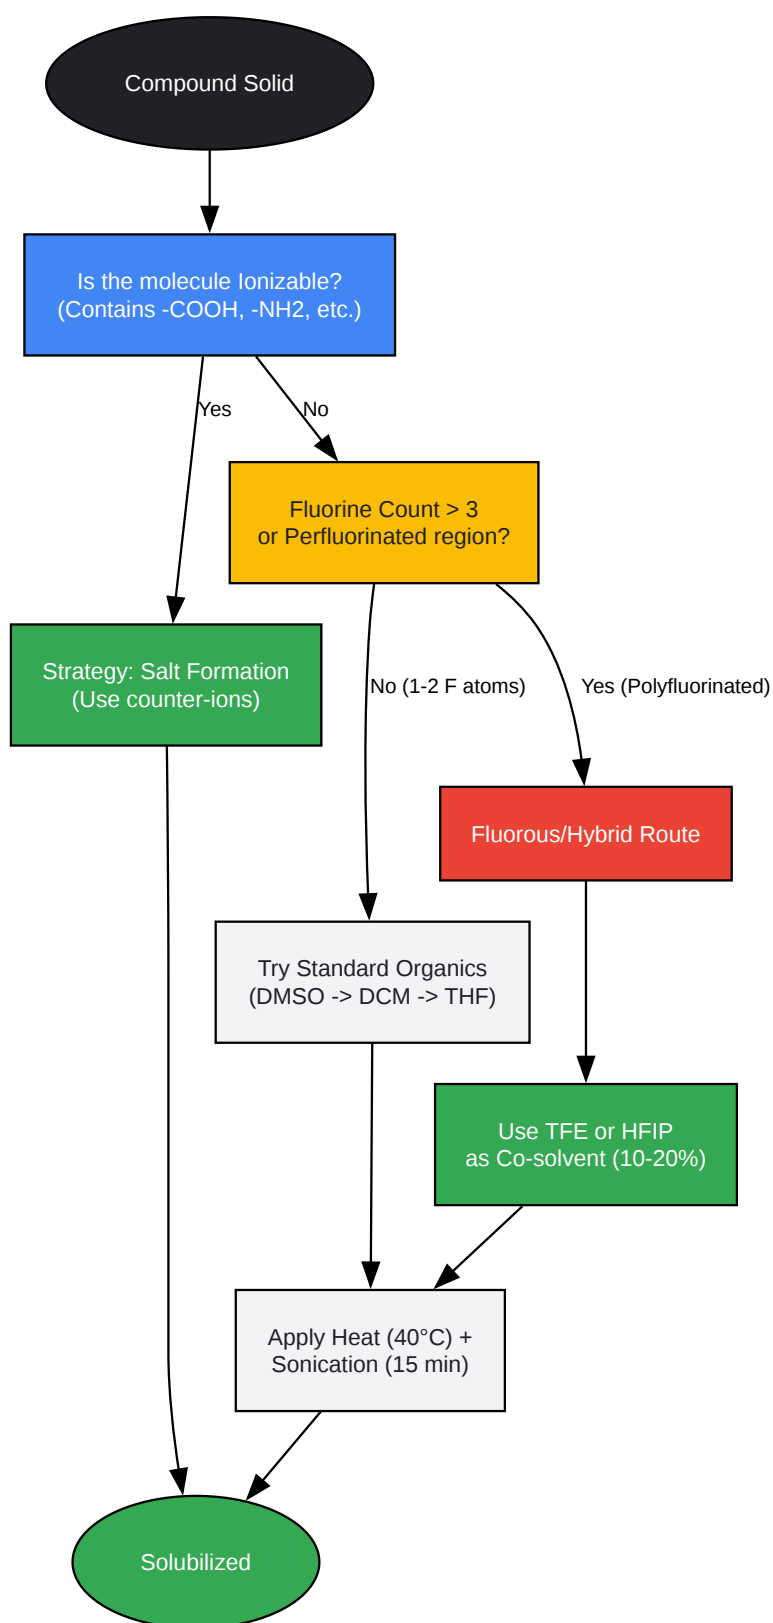 Compound Solid
Is the molecule Ionizable?
(Contains -COOH, -NH2, etc.)
Yes
No
Fluorine Count > 3
or Perfluorinated region?
Strategy: Salt Formation
(Use counter-ions)
No (1-2 F atoms)
Yes (Polyfluorinated)
Fluorous/Hybrid Route
Try Standard Organics
(DMSO -> DCM -> THF)
Use TFE or HFIP
as Co-solvent (10-20%)
Apply Heat (40°C) +
Sonication (15 min)
Solubilized